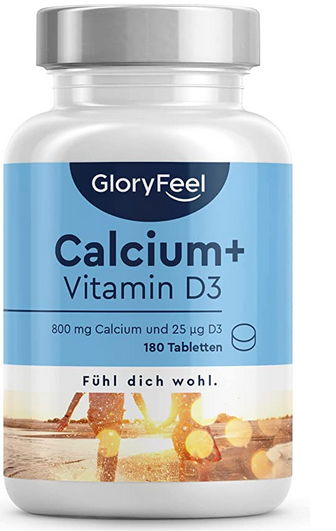 GloryFeel
Calcium+
Vitamin D3
800 mg Calcium und 25 µg D3
180 Tabletten
Fühl dich wohl.